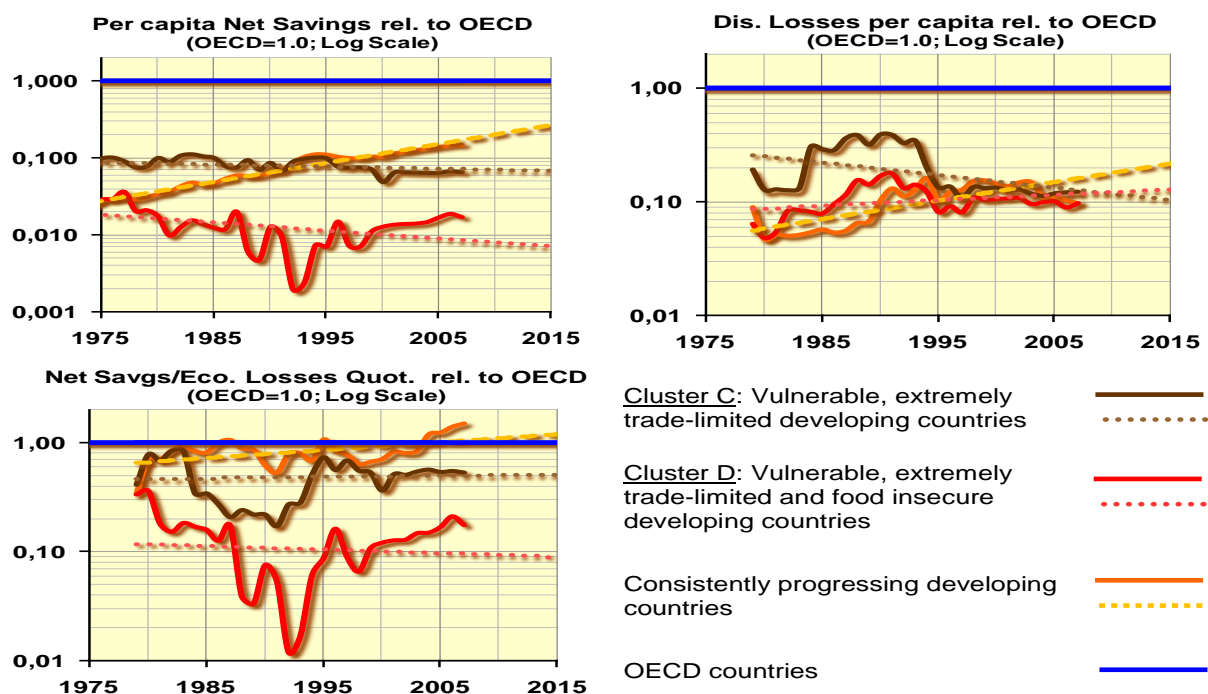 Per capita Net Savings rel. to OECD
(OECD=1.0; Log Scale)
1,000
0,100
0,010
0,001
1975 1985 1995 2005 2015
Dis. Losses per capita rel. to OECD
(OECD=1.0; Log Scale)
1,00
0,10
0,01
1975 1985 1995 2005 2015
Net Savgs/Eco. Losses Quot. rel. to OECD
(OECD=1.0; Log Scale)
1,00
0,10
0,01
1975 1985 1995 2005 2015
Cluster C: Vulnerable, extremely
trade-limited developing countries
Cluster D: Vulnerable, extremely
trade-limited and food insecure
developing countries
Consistently progressing developing
countries
OECD countries